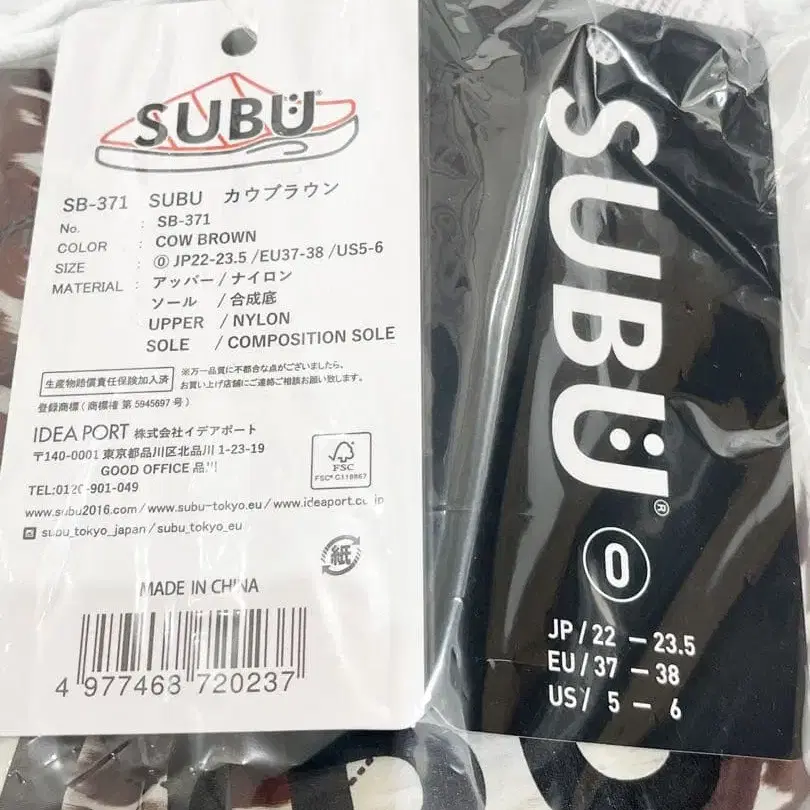 SUBU®
SB-371 SUBU カウブラウン
No. : SB-371
COLOR : COW BROWN
SIZE : ⓪ JP22-23.5 /EU37-38 /US5-6
MATERIAL : アッパー / ナイロン
ソール / 合成底
UPPER / NYLON
SOLE / COMPOSITION SOLE
生産物賠償責任保険加入済
※万一品質に不都合な点がございましたら、
お買い上げ店舗にご連絡ご相談お願い致します。
登録商標 ( 商標権 第 5945697 号 )
IDEA PORT 株式会社イデアポート
〒140-0001 東京都品川区北品川 1-23-19
GOOD OFFICE 品川
TEL:0120-901-049
www.subu2016.com / www.subu-tokyo.eu / www.ideaport.co.jp
subu_tokyo_japan / subu_tokyo_eu
FSC
FSC® C118867
紙
MADE IN CHINA
4 977468 720237
SUBU®
0
JP / 22 — 23.5
EU / 37 — 38
US / 5 — 6